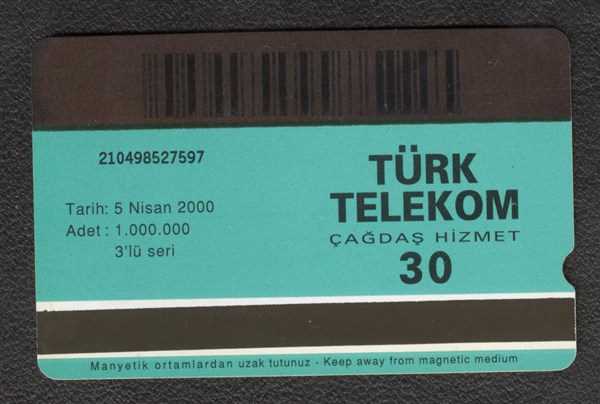 210498527597
TÜRK
TELEKOM
ÇAĞDAŞ HİZMET
30
Tarih: 5 Nisan 2000
Adet : 1.000.000
3'lü seri
Manyetik ortamlardan uzak tutunuz - Keep away from magnetic medium